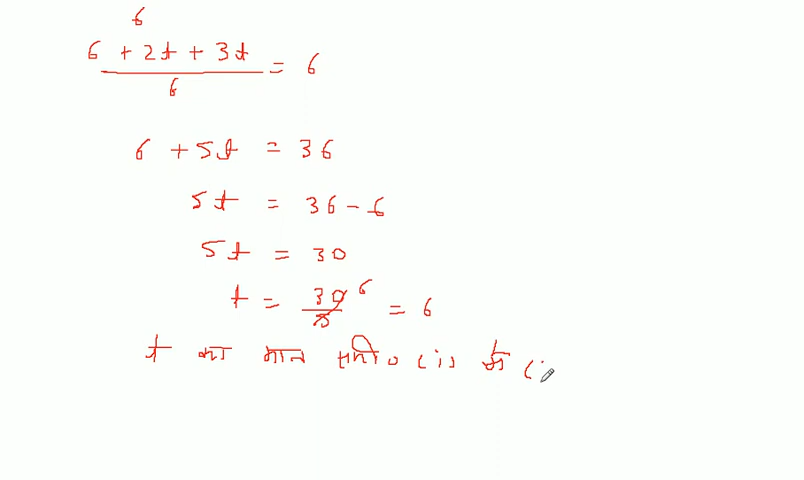 6
6 + 2t + 3t
6 = 6
6 + 5t = 36
5t = 36 - 6
5t = 30
t = 30/5 6 = 6
t का मान समी० (i) में (